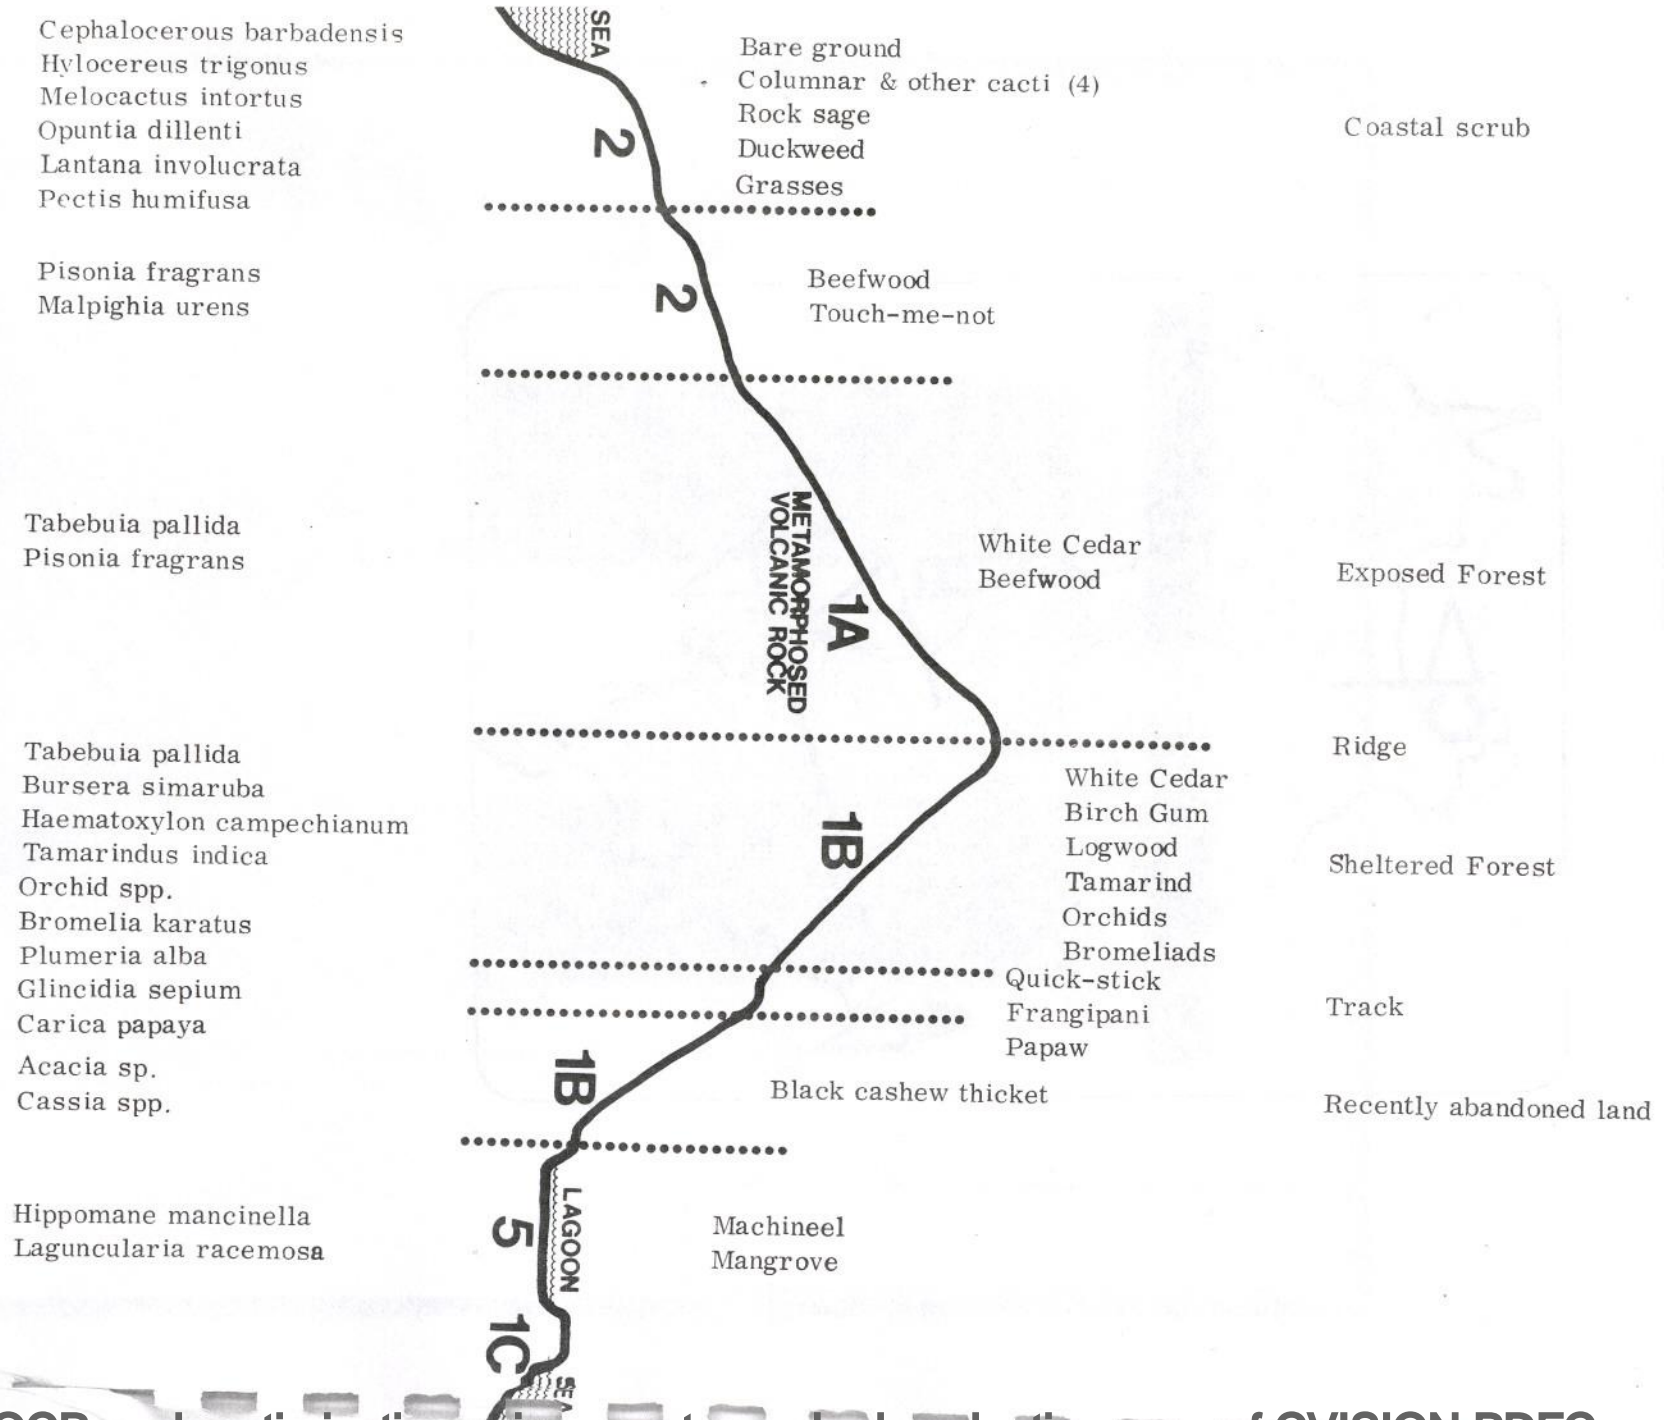 Cephalocerous barbadensis
Hylocereus trigonus
Melocactus intortus
Opuntia dillenti
Lantana involucrata
Pectis humifusa
SEA
2
Bare ground
Columnar & other cacti (4)
Rock sage
Duckweed
Grasses
Coastal scrub
Pisonia fragrans
Malpighia urens
2
Beefwood
Touch-me-not
Tabebuia pallida
Pisonia fragrans
METAMORPHOSED
VOLCANIC ROCK
1A
White Cedar
Beefwood
Exposed Forest
Ridge
Tabebuia pallida
Bursera simaruba
Haematoxylon campechianum
Tamarindus indica
Orchid spp.
Bromelia karatus
Plumeria alba
Glincidia sepium
Carica papaya
Acacia sp.
Cassia spp.
1B
White Cedar
Birch Gum
Logwood
Tamarind
Orchids
Bromeliads
Sheltered Forest
Quick-stick
Frangipani
Papaw
Track
1B
Black cashew thicket
Recently abandoned land
Hippomane mancinella
Laguncularia racemosa
5
LAGOON
Machineel
Mangrove
1C
SEA
of CVISION PDFC